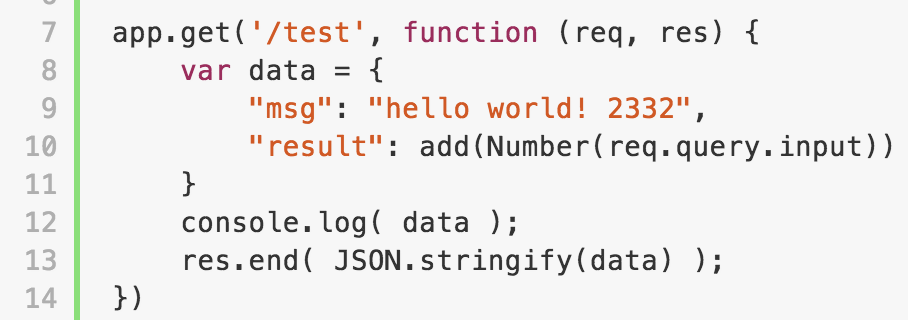 7 app.get('/test', function (req, res) {
8 var data = {
9 "msg": "hello world! 2332",
10 "result": add(Number(req.query.input))
11 }
12 console.log( data );
13 res.end( JSON.stringify(data) );
14 })